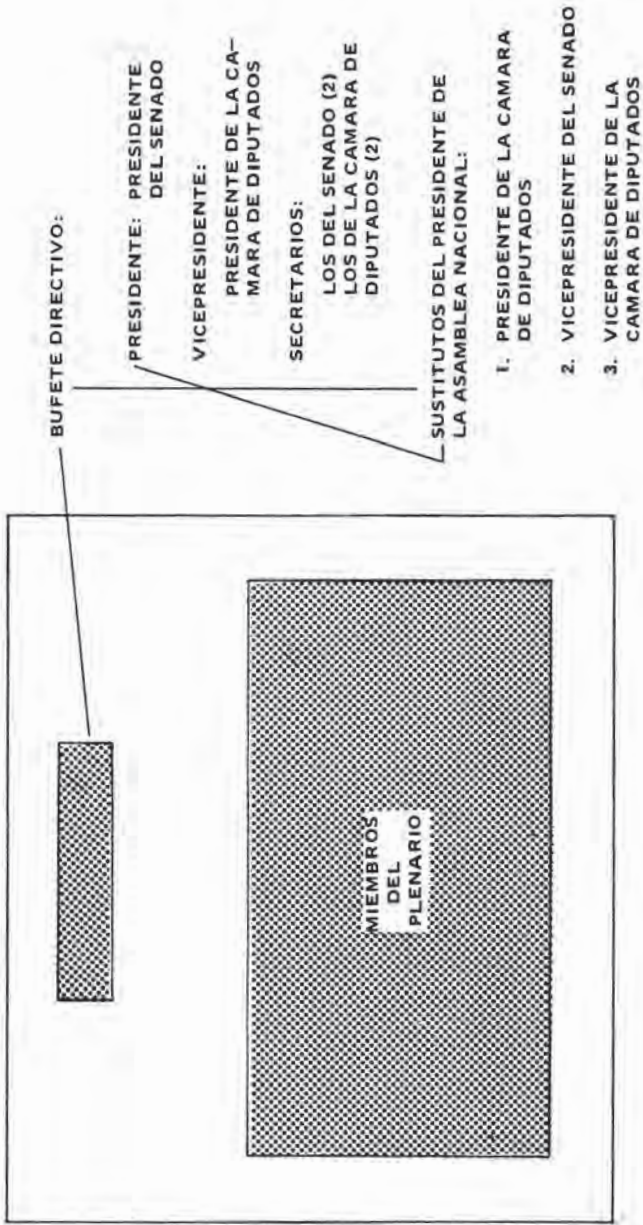 BUFETE DIRECTIVO:
PRESIDENTE: PRESIDENTE
DEL SENADO
VICEPRESIDENTE:
PRESIDENTE DE LA CA-
MARA DE DIPUTADOS
SECRETARIOS:
LOS DEL SENADO (2)
LOS DE LA CAMARA DE
DIPUTADOS (2)
SUSTITUTOS DEL PRESIDENTE DE
LA ASAMBLEA NACIONAL:
1. PRESIDENTE DE LA CAMARA
DE DIPUTADOS
2. VICEPRESIDENTE DEL SENADO
3. VICEPRESIDENTE DE LA
CAMARA DE DIPUTADOS
MIEMBROS
DEL
PLENARIO